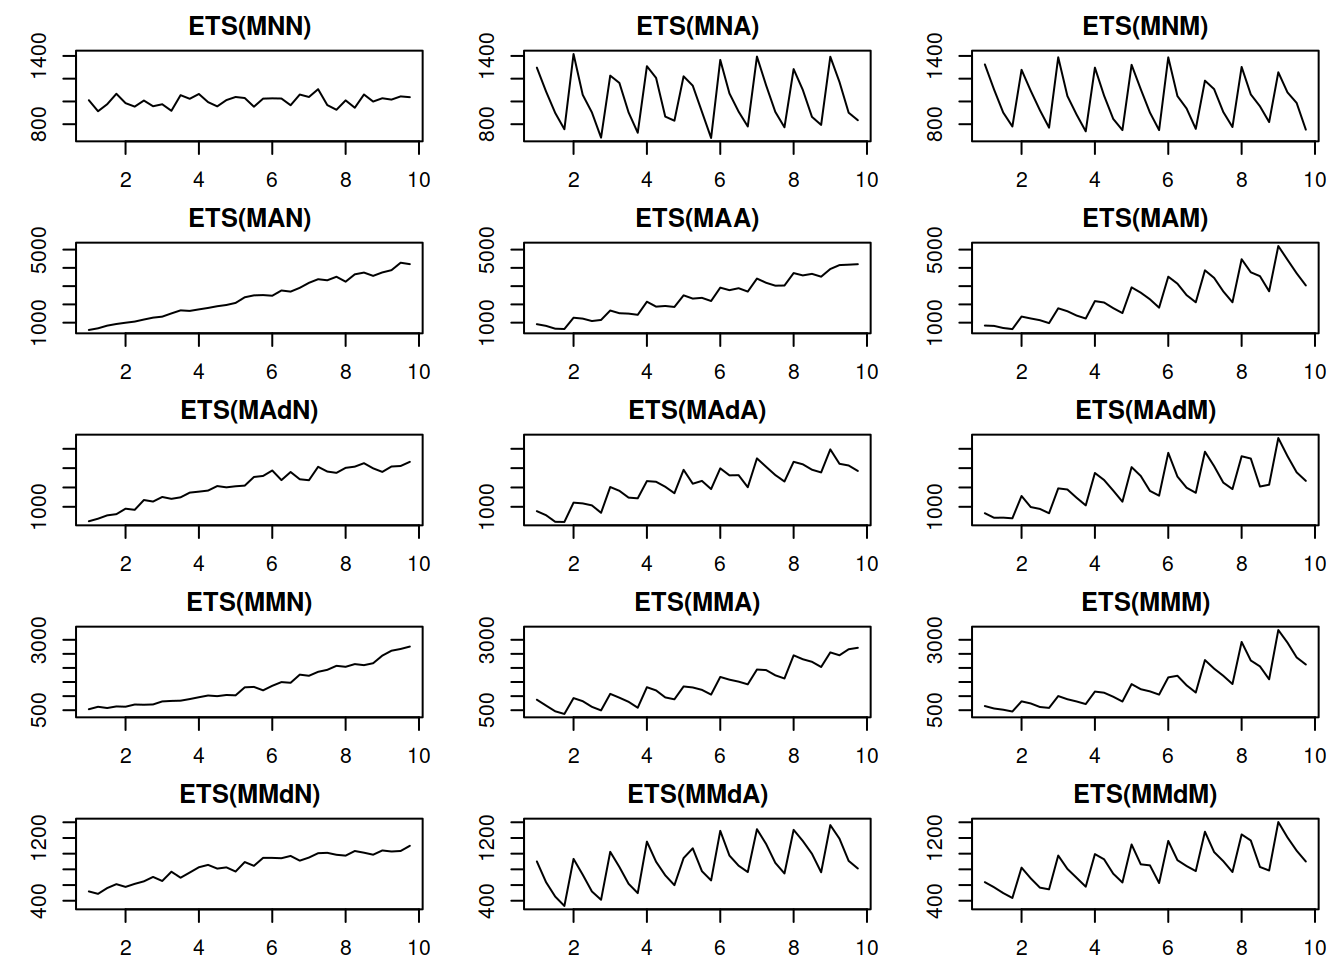 ETS(MNN) ETS(MNA) ETS(MNM)
1400 1400 1400
800 800 800
2 4 6 8 10 2 4 6 8 10 2 4 6 8 10
ETS(MAN) ETS(MAA) ETS(MAM)
5000 5000 5000
1000 1000 1000
2 4 6 8 10 2 4 6 8 10 2 4 6 8 10
ETS(MAdN) ETS(MAdA) ETS(MAdM)
1000 1000 1000
2 4 6 8 10 2 4 6 8 10 2 4 6 8 10
ETS(MMN) ETS(MMA) ETS(MMM)
3000 3000 3000
500 500 500
2 4 6 8 10 2 4 6 8 10 2 4 6 8 10
ETS(MMdN) ETS(MMdA) ETS(MMdM)
1200 1200 1200
400 400 400
2 4 6 8 10 2 4 6 8 10 2 4 6 8 10